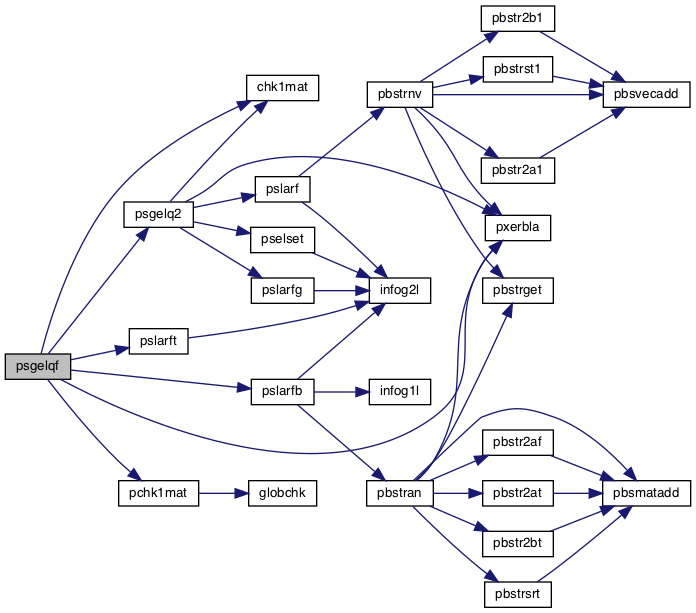 pbstr2b1
pbstrst1
chk1mat
pbstrnv
pbsvecadd
pbstr2a1
pslarf
psgelq2
pxerbla
pselset
pslarfg
infog2l
pbstrget
pslarft
psgelqf
pslarfb
infog1l
pbstr2af
pchk1mat
globchk
pbstran
pbstr2at
pbsmatadd
pbstr2bt
pbstrsrt